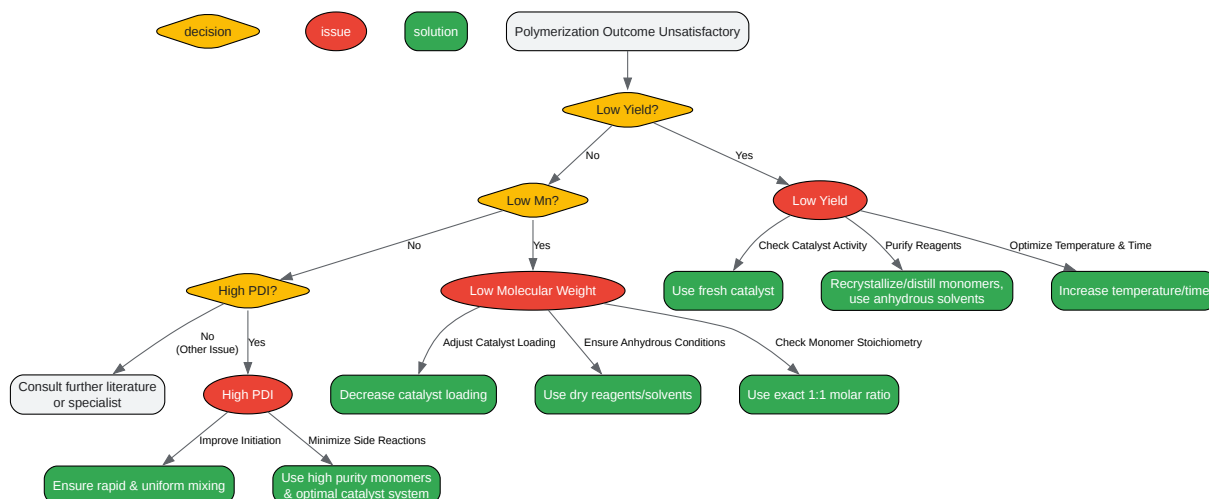 decision
issue
solution
Polymerization Outcome Unsatisfactory
Low Yield?
No
Yes
Low Mn?
Low Yield
No
Yes
Check Catalyst Activity
Purify Reagents
Optimize Temperature & Time
High PDI?
Low Molecular Weight
Use fresh catalyst
Recrystallize/distill monomers,
use anhydrous solvents
Increase temperature/time
No
(Other Issue)
Yes
Adjust Catalyst Loading
Ensure Anhydrous Conditions
Check Monomer Stoichiometry
Consult further literature
or specialist
High PDI
Decrease catalyst loading
Use dry reagents/solvents
Use exact 1:1 molar ratio
Improve Initiation
Minimize Side Reactions
Ensure rapid & uniform mixing
Use high purity monomers
& optimal catalyst system